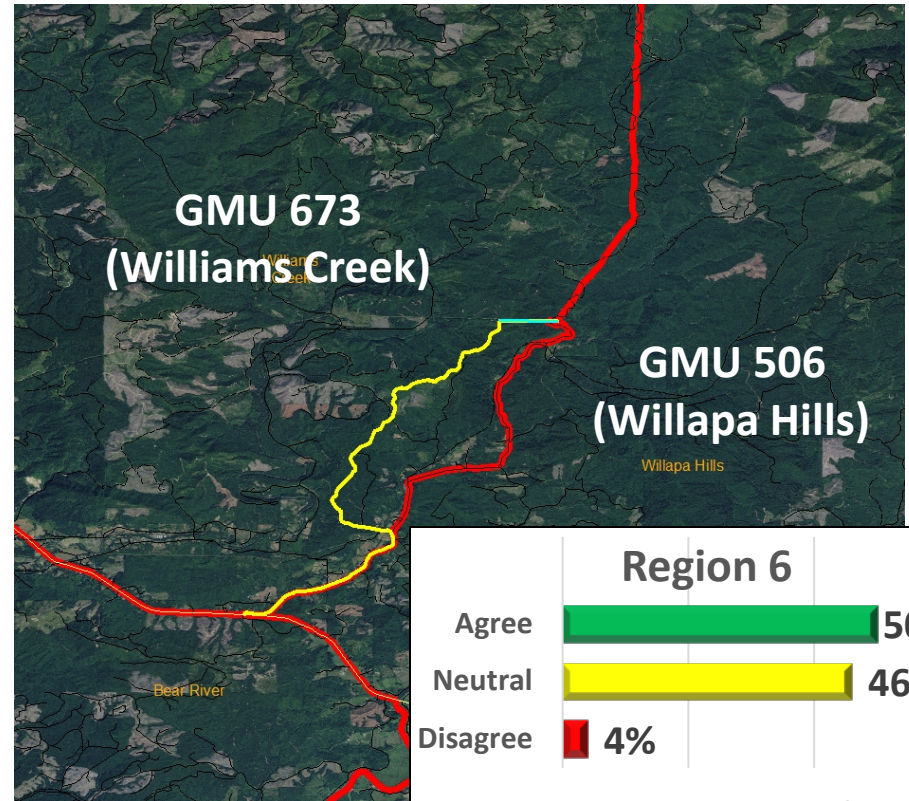 GMU 673
(Williams Creek)
Williams
Creek
GMU 506
(Willapa Hills)
Willapa Hills
Bear River
Region 6
Agree
Neutral 46
Disagree 4%